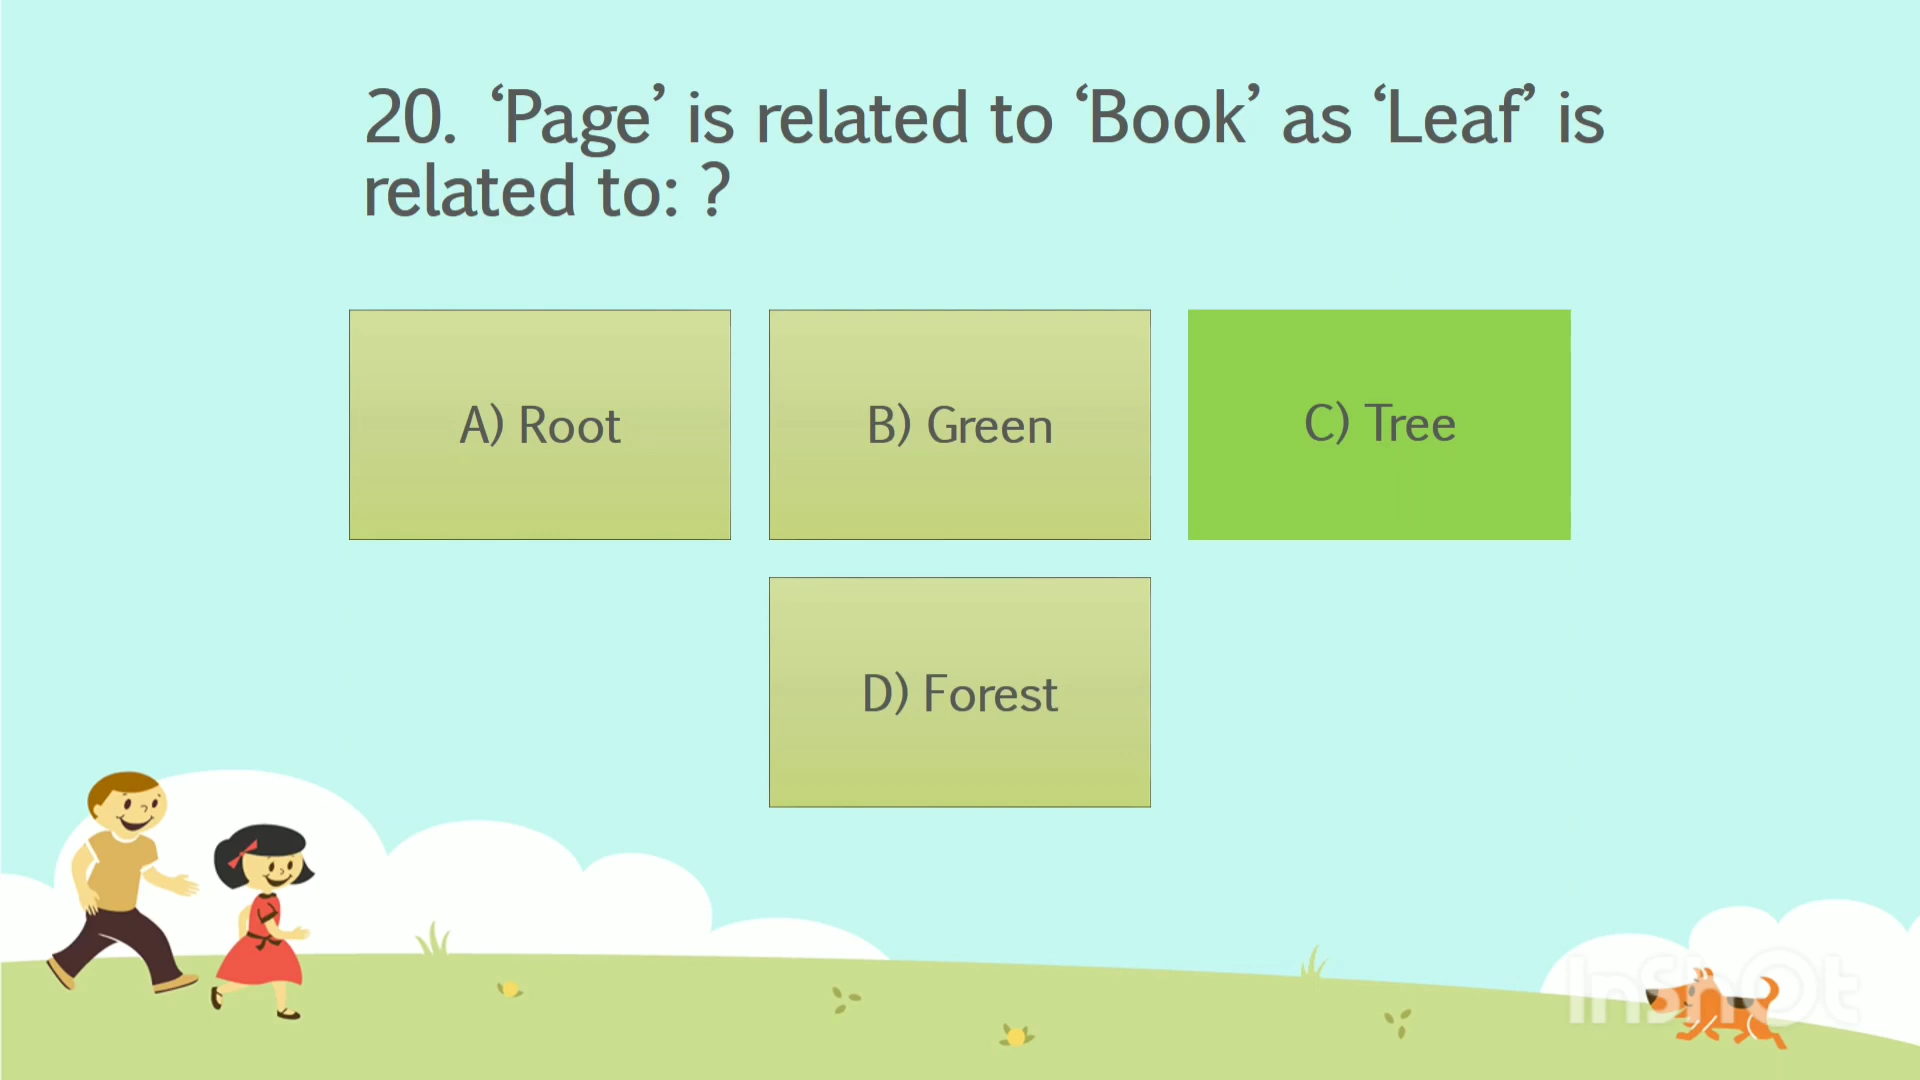 20. ‘Page’ is related to ‘Book’ as ‘Leaf’ is
related to: ?
A) Root
B) Green
C) Tree
D) Forest
InShOt